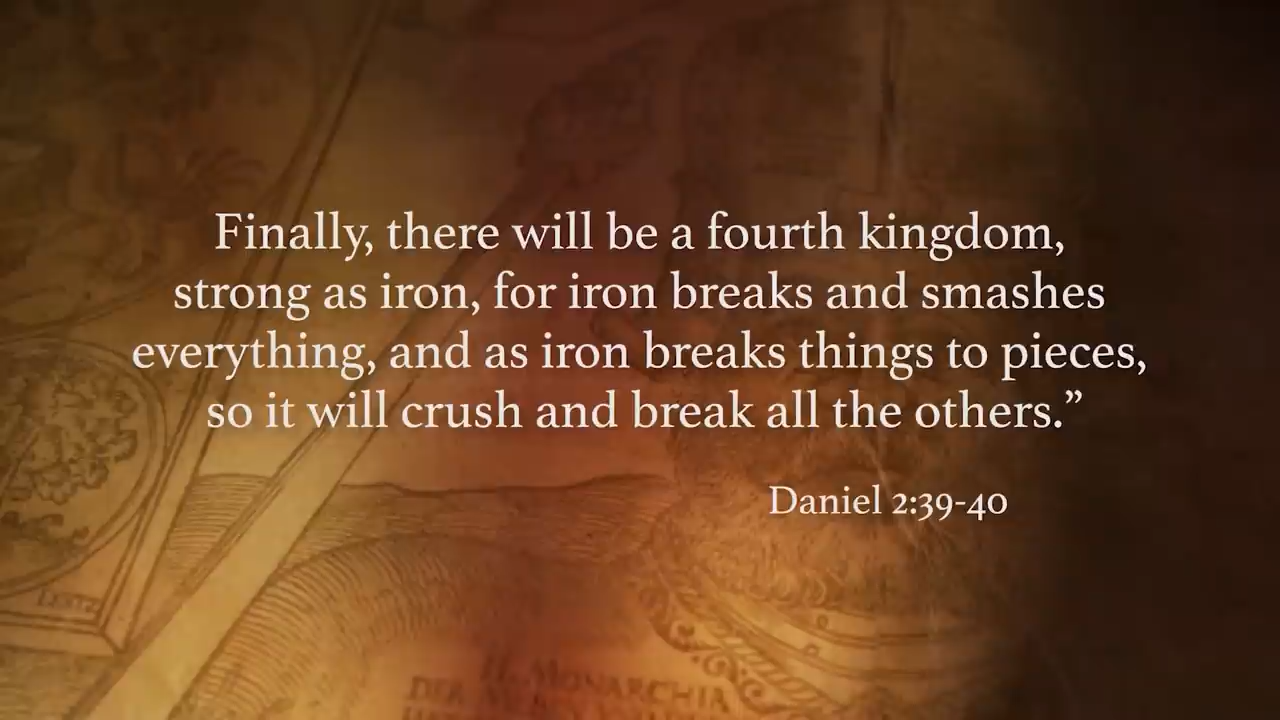 Finally, there will be a fourth kingdom,
strong as iron, for iron breaks and smashes
everything, and as iron breaks things to pieces,
so it will crush and break all the others.”
Daniel 2:39-40
MONARCHIA